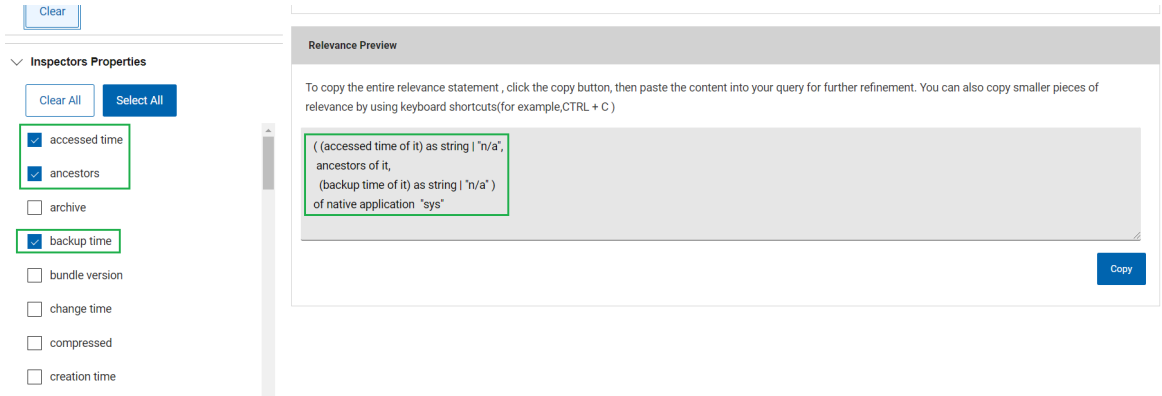 Clear
Inspectors Properties
Clear All
Select All
accessed time
ancestors
archive
backup time
bundle version
change time
compressed
creation time
Relevance Preview
To copy the entire relevance statement , click the copy button, then paste the content into your query for further refinement. You can also copy smaller pieces of
relevance by using keyboard shortcuts(for example,CTRL + C )
( (accessed time of it) as string | "n/a",
ancestors of it,
(backup time of it) as string | "n/a" )
of native application "sys"
Copy